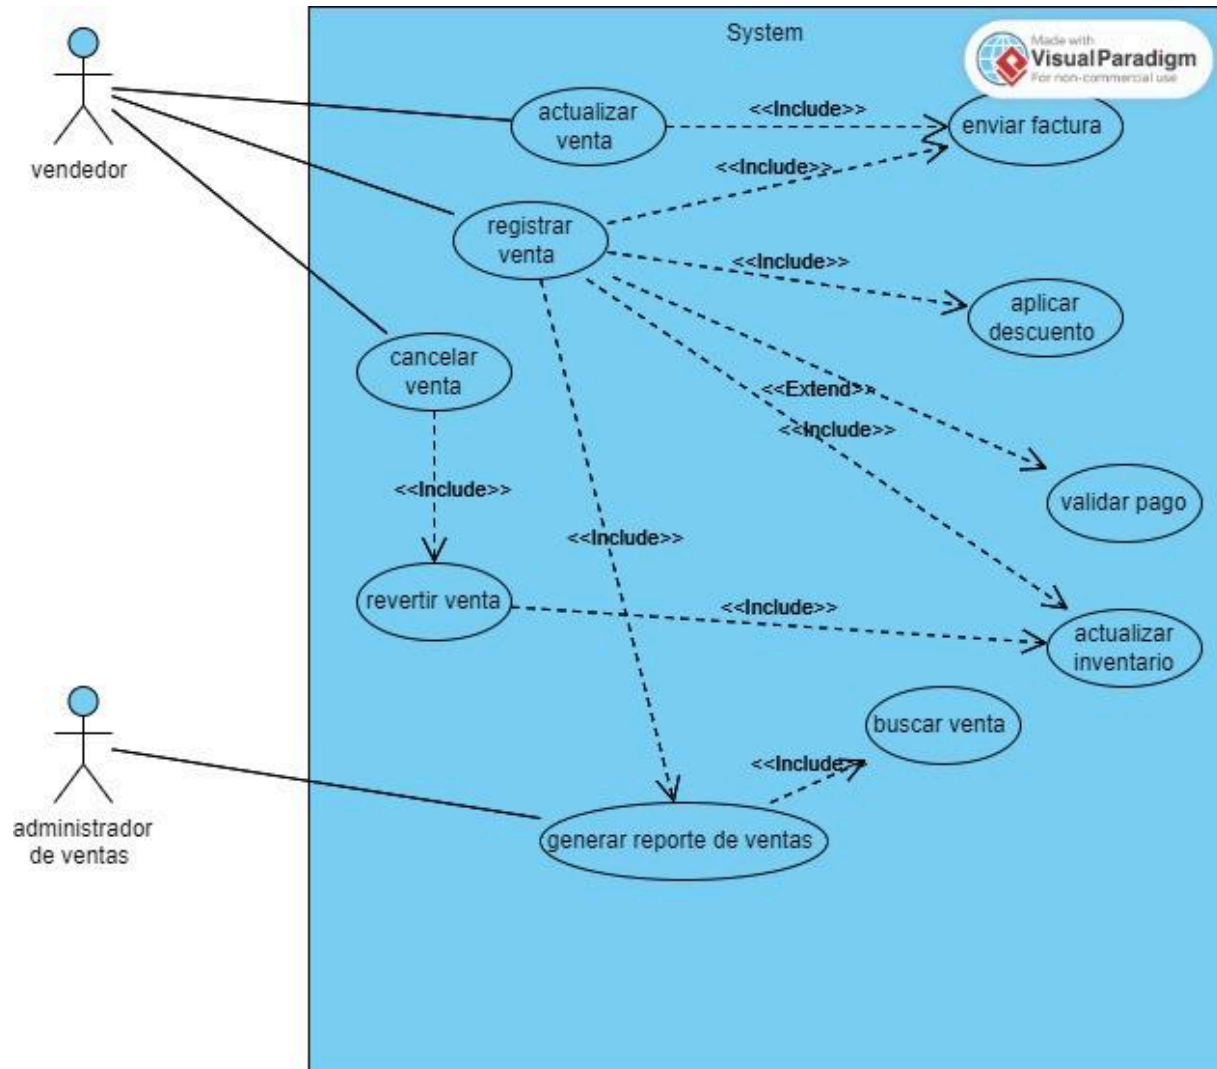 System
Made with
Visual Paradigm
For non-commercial use
vendedor
actualizar
venta
<<Include>>
enviar factura
<<Include>>
registrar
venta
<<Include>>
aplicar
descuento
cancelar
venta
<<Extend>>
<<Include>>
<<Include>>
validar pago
<<Include>>
revertir venta
<<Include>>
actualizar
inventario
buscar venta
<<Include>>
administrador
de ventas
generar reporte de ventas